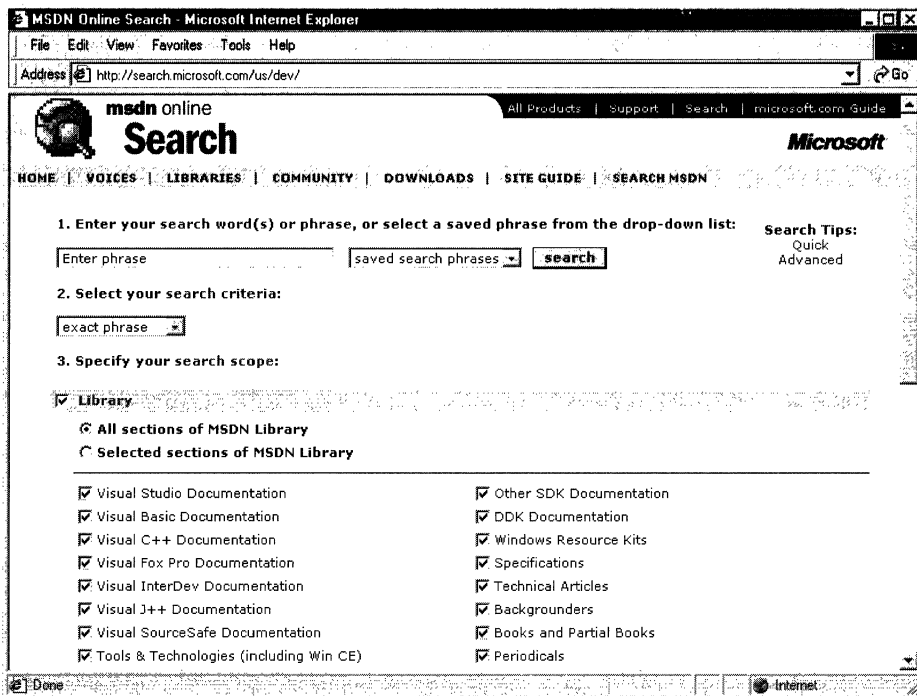 MSDN Online Search - Microsoft Internet Explorer
File Edit View Favorites Tools Help
Address http://search.microsoft.com/us/dev/ Go
All Products | Support | Search | microsoft.com Guide
msdn online
Search
Microsoft
HOME | VOICES | LIBRARIES | COMMUNITY | DOWNLOADS | SITE GUIDE | SEARCH MSDN
1. Enter your search word(s) or phrase, or select a saved phrase from the drop-down list:
Search Tips:
Quick
Advanced
Enter phrase saved search phrases search
2. Select your search criteria:
exact phrase
3. Specify your search scope:
Library
All sections of MSDN Library
Selected sections of MSDN Library
Visual Studio Documentation
Visual Basic Documentation
Visual C++ Documentation
Visual Fox Pro Documentation
Visual InterDev Documentation
Visual J++ Documentation
Visual SourceSafe Documentation
Tools & Technologies (including Win CE)
Other SDK Documentation
DDK Documentation
Windows Resource Kits
Specifications
Technical Articles
Backgrounders
Books and Partial Books
Periodicals
Done Internet